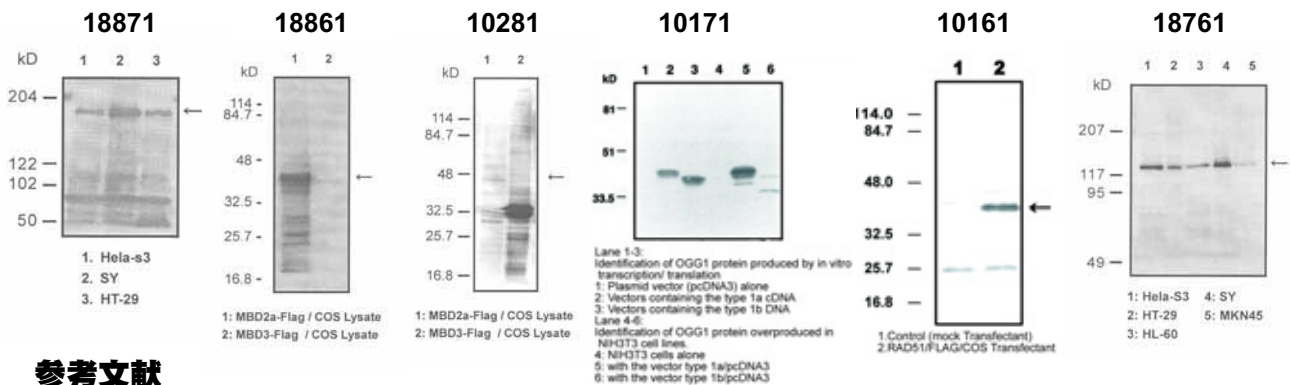 18871
18861
10281
10171
10161
18761
kD
1 2 3
204
122
102
50
←
1. Hela-s3
2. SY
3. HT-29
kD
1 2
114 -
84.7 -
48 -
32.5 -
25.7 -
16.8 -
←
1: MBD2a-Flag / COS Lysate
2: MBD3-Flag / COS Lysate
kD
1 2
114
84.7
48
32.5
25.7
16.8
←
1: MBD2a-Flag / COS Lysate
2: MBD3-Flag / COS Lysate
kD
1 2 3 4 5 6
81
51
33.5
Lane 1-3:
Identification of OGG1 protein produced by in vitro
transcription/ translation
1: Plasmid vector (pcDNA3) alone
2: Vectors containing the type 1a cDNA
3: Vectors containing the type 1b DNA
Lane 4-6:
Identification of OGG1 protein overproduced in
NIH3T3 cell lines.
4: NIH3T3 cells alone
5: with the vector type 1a/pcDNA3
6: with the vector type 1b/pcDNA3
1 2
114.0
84.7
48.0
32.5
25.7
16.8
←
1.Control (mock Transfectant)
2.RAD51/FLAG/COS Transfectant
kD
1 2 3 4 5
207
117
95
49
←
1: Hela-S3 4: SY
2: HT-29 5: MKN45
3: HL-60
参考文献